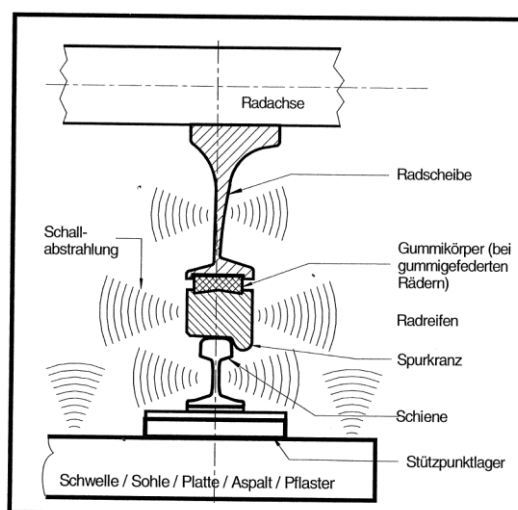 Radachse
Radscheibe
Schall-
abstrahlung
Gummikörper (bei
gummigefederten
Rädern)
Radreifen
Spurkranz
Schiene
Stützpunktlager
Schwelle / Sohle / Platte / Aspalt / Pflaster